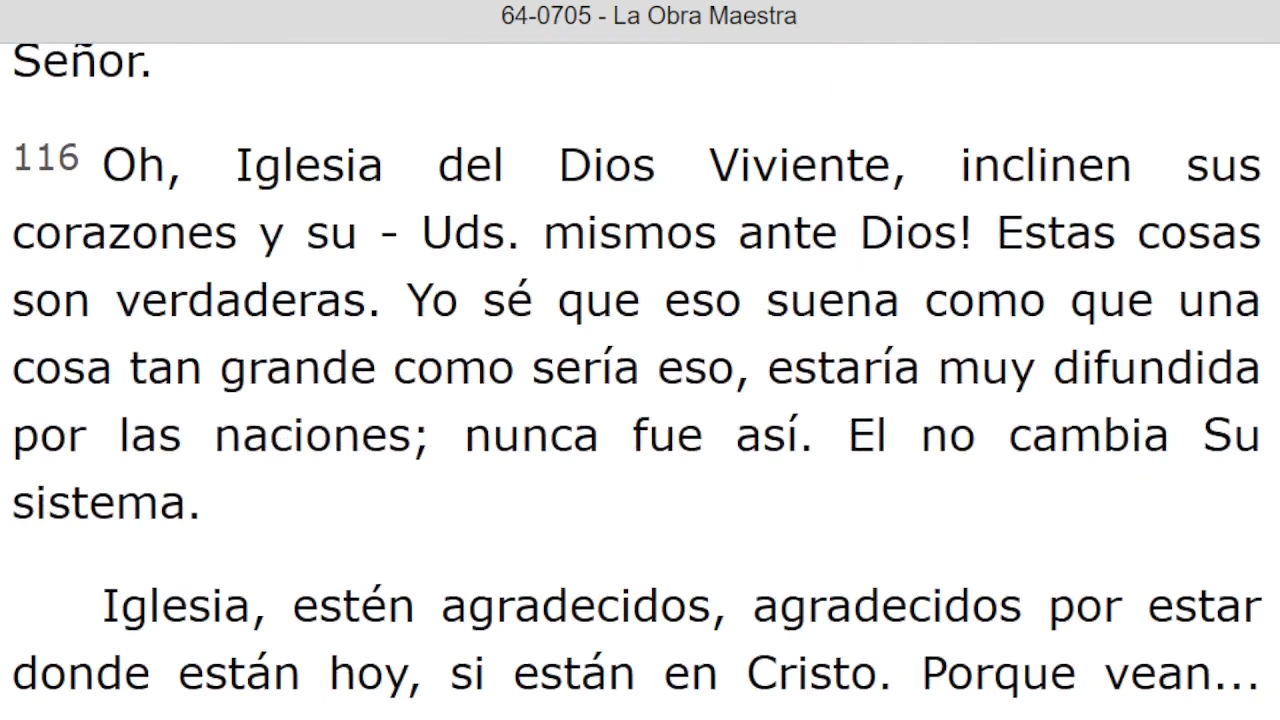 64-0705 - La Obra Maestra
Señor.
116 Oh, Iglesia del Dios Viviente, inclinen sus
corazones y su - Uds. mismos ante Dios! Estas cosas
son verdaderas. Yo sé que eso suena como que una
cosa tan grande como sería eso, estaría muy difundida
por las naciones; nunca fue así. El no cambia Su
sistema.
Iglesia, estén agradecidos, agradecidos por estar
donde están hoy, si están en Cristo. Porque vean...